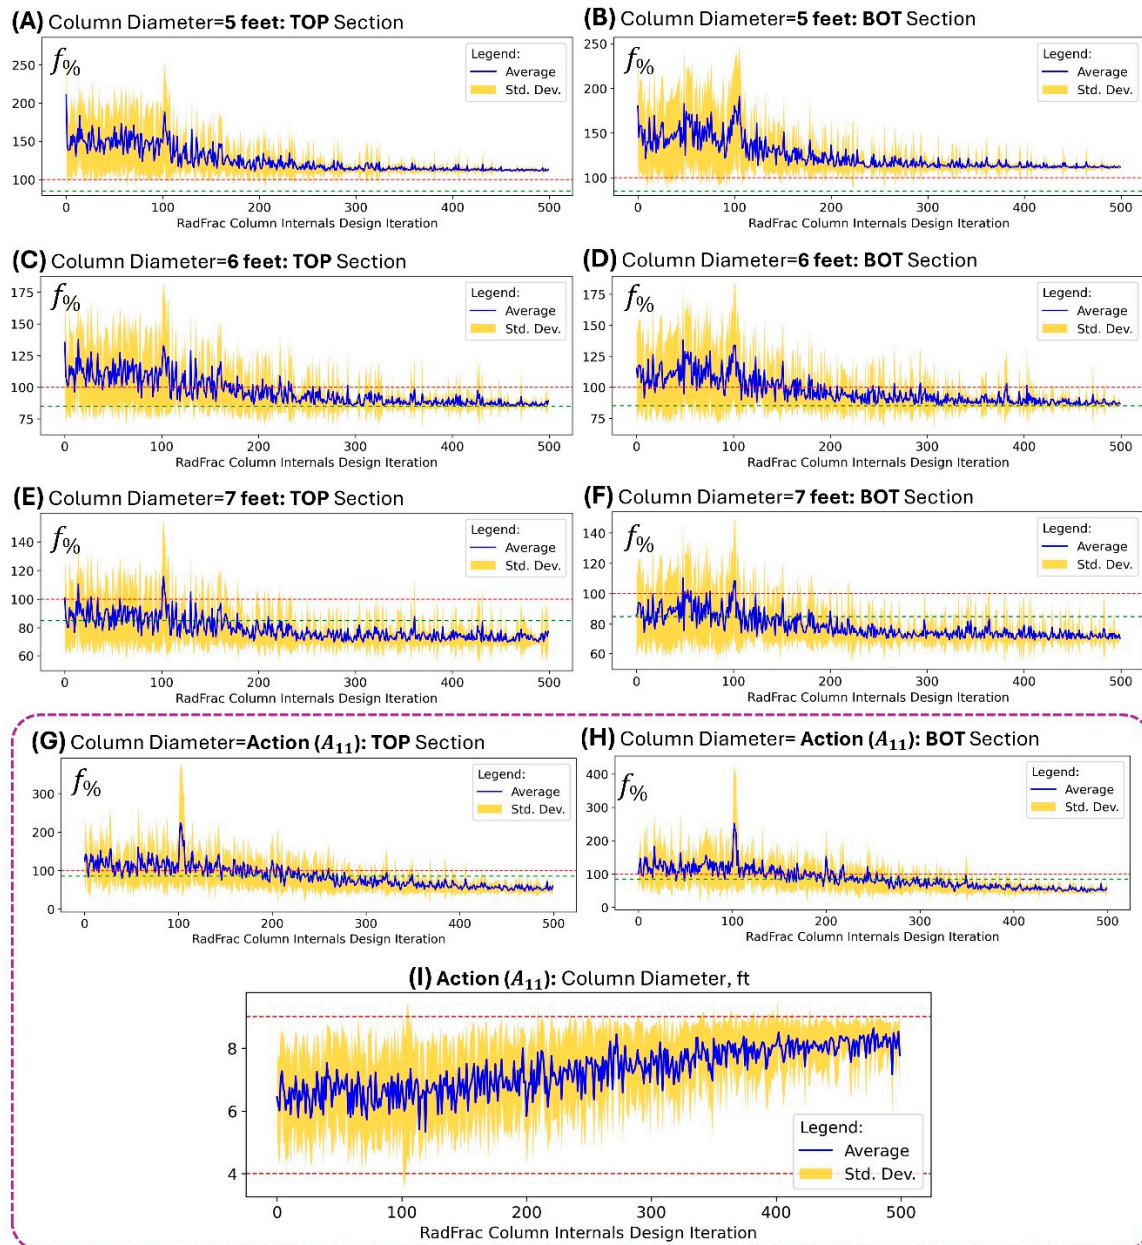 (A) Column Diameter=5 feet: TOP Section
f%
Legend:
Average
Std. Dev.
250
200
150
100
0 100 200 300 400 500
RadFrac Column Internals Design Iteration
(B) Column Diameter=5 feet: BOT Section
f%
Legend:
Average
Std. Dev.
250
200
150
100
0 100 200 300 400 500
RadFrac Column Internals Design Iteration
(C) Column Diameter=6 feet: TOP Section
f%
Legend:
Average
Std. Dev.
175
150
125
100
75
0 100 200 300 400 500
RadFrac Column Internals Design Iteration
(D) Column Diameter=6 feet: BOT Section
f%
Legend:
Average
Std. Dev.
175
150
125
100
75
0 100 200 300 400 500
RadFrac Column Internals Design Iteration
(E) Column Diameter=7 feet: TOP Section
f%
Legend:
Average
Std. Dev.
140
120
100
80
60
0 100 200 300 400 500
RadFrac Column Internals Design Iteration
(F) Column Diameter=7 feet: BOT Section
f%
Legend:
Average
Std. Dev.
140
120
100
80
60
0 100 200 300 400 500
RadFrac Column Internals Design Iteration
(G) Column Diameter=Action (A₁₁): TOP Section
f%
Legend:
Average
Std. Dev.
300
200
100
0
0 100 200 300 400 500
RadFrac Column Internals Design Iteration
(H) Column Diameter= Action (A₁₁): BOT Section
f%
Legend:
Average
Std. Dev.
400
300
200
100
0
0 100 200 300 400 500
RadFrac Column Internals Design Iteration
(I) Action (A₁₁): Column Diameter, ft
8
6
4
Legend:
Average
Std. Dev.
0 100 200 300 400 500
RadFrac Column Internals Design Iteration